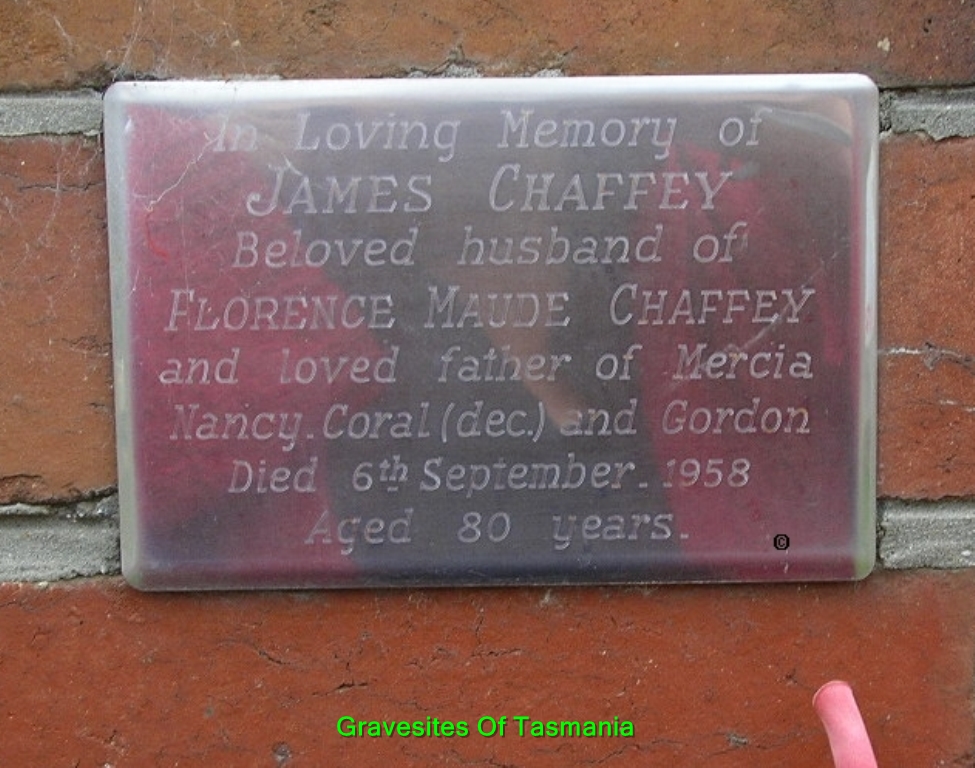 In Loving Memory of
JAMES CHAFFEY
Beloved husband of
FLORENCE MAUDE CHAFFEY
and loved father of Mercia
Nancy. Coral (dec.) and Gordon
Died 6th September. 1958
Aged 80 years.
©
Gravesites Of Tasmania